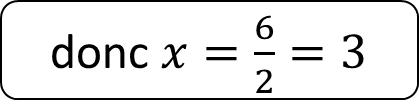 donc x = 6/2 = 3